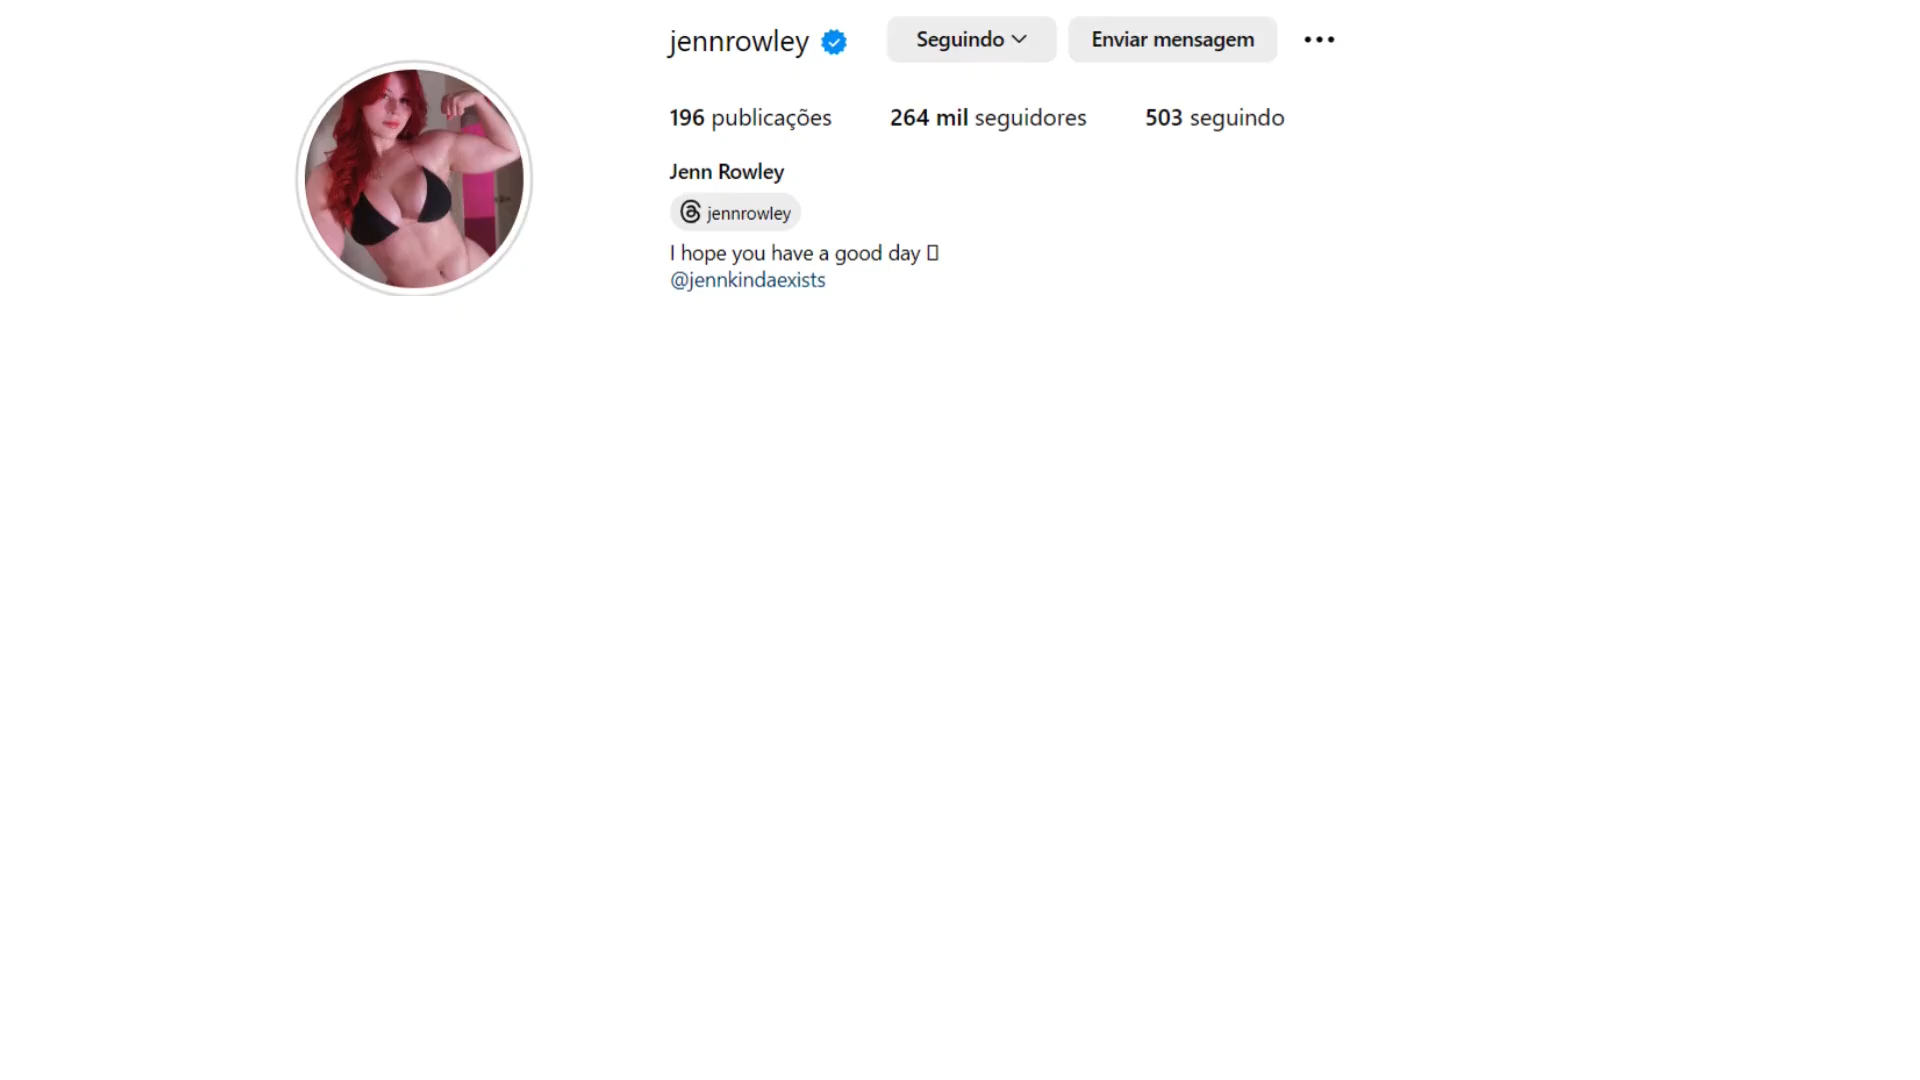 jennrowley
Seguindo
Enviar mensagem
196 publicações
264 mil seguidores
503 seguindo
Jenn Rowley
jennrowley
I hope you have a good day
@jennkindaexists